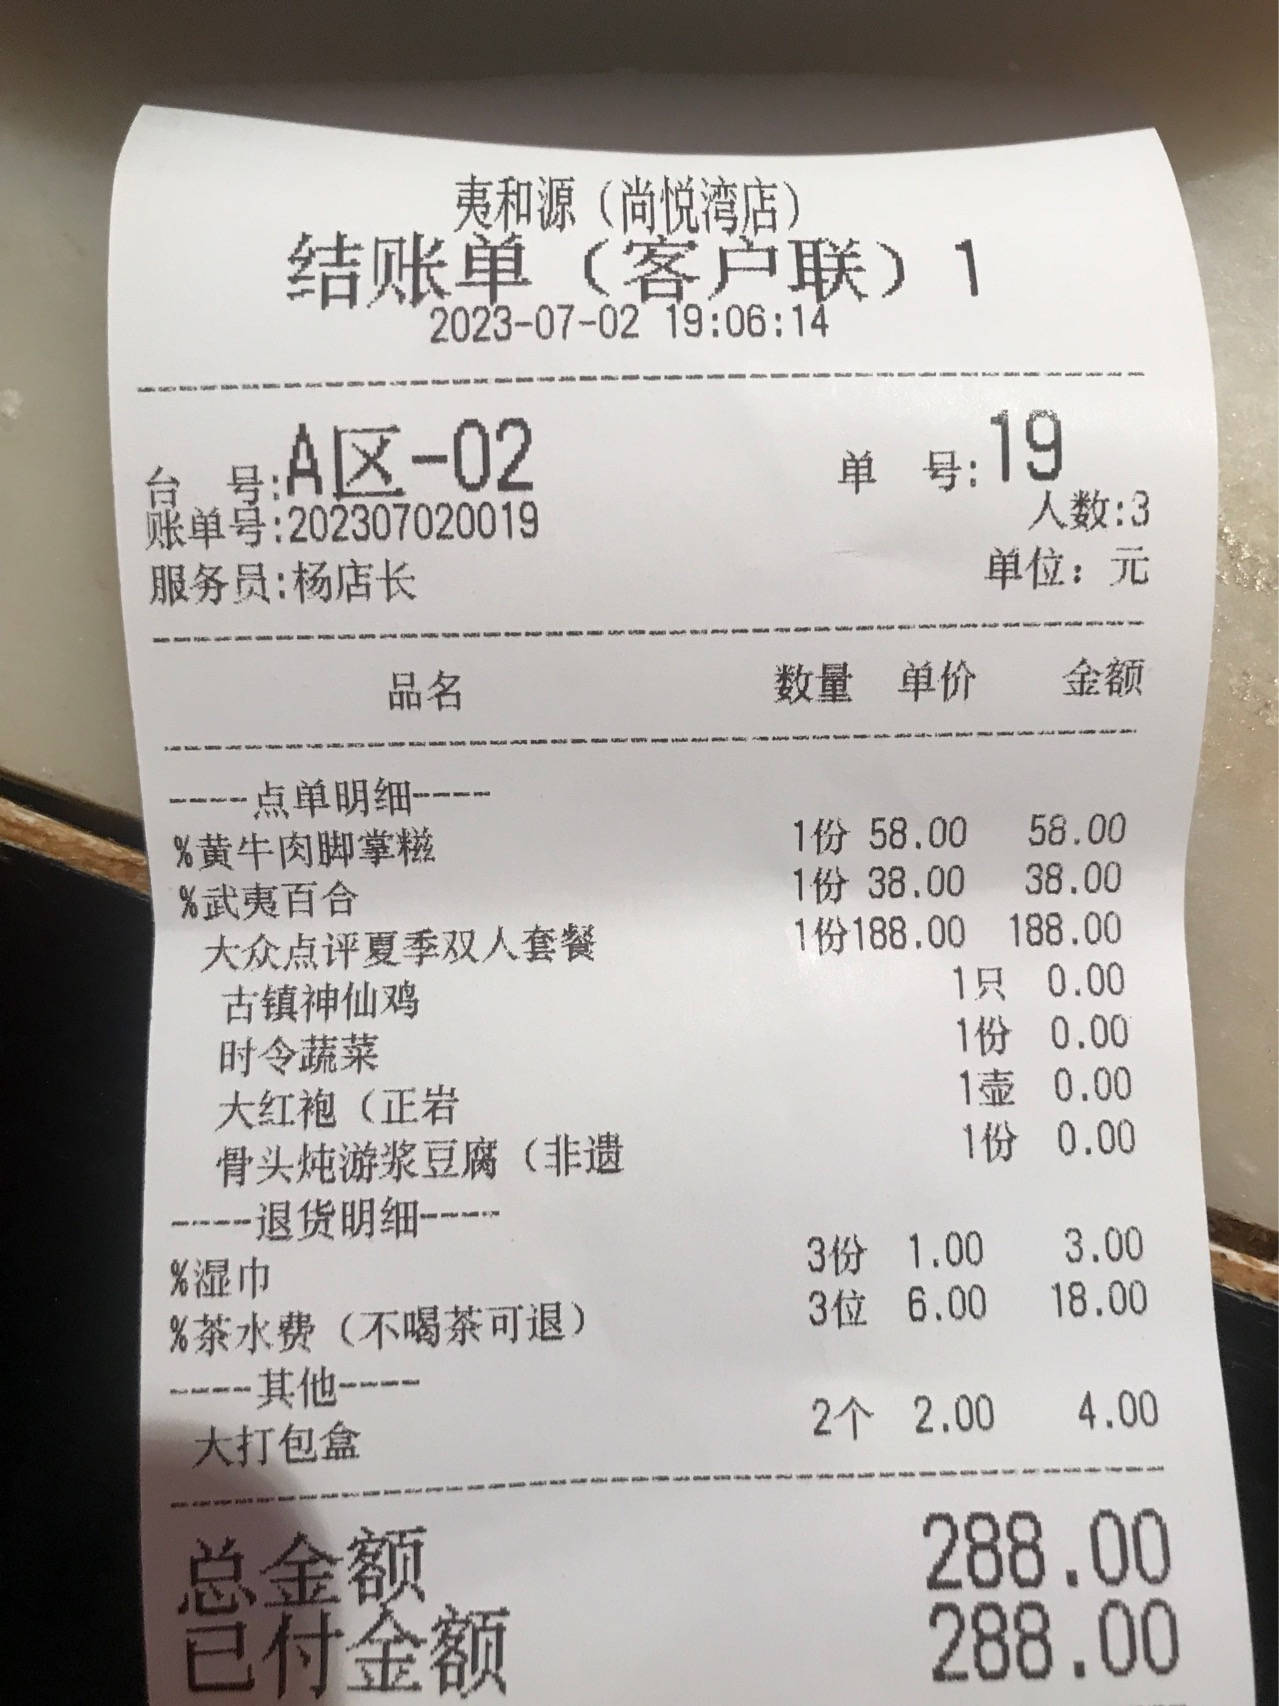 夷和源（尚悦湾店）
结账单（客户联）1
2023-07-02 19:06:14
台 号:A区-02 单 号:19
账单号:202307020019 人数:3
服务员:杨店长 单位：元
品名 数量 单价 金额
-----点单明细-----
%黄牛肉脚掌糍 1份 58.00 58.00
%武夷百合 1份 38.00 38.00
大众点评夏季双人套餐 1份188.00 188.00
古镇神仙鸡 1只 0.00
时令蔬菜 1份 0.00
大红袍（正岩 1壶 0.00
骨头炖游浆豆腐（非遗 1份 0.00
-----退货明细-----
%湿巾 3份 1.00 3.00
%茶水费（不喝茶可退） 3位 6.00 18.00
-----其他-----
大打包盒 2个 2.00 4.00
总金额 288.00
已付金额 288.00